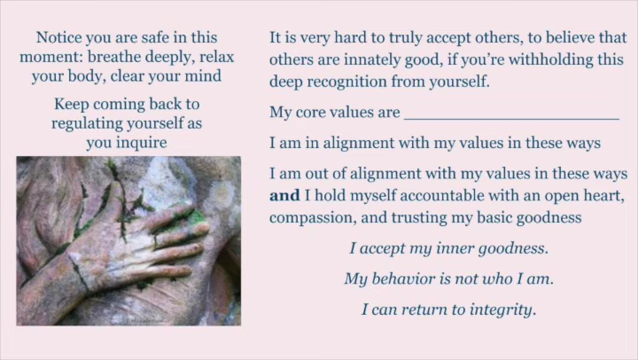 Notice you are safe in this
moment: breathe deeply, relax
your body, clear your mind
Keep coming back to
regulating yourself as
you inquire
It is very hard to truly accept others, to believe that
others are innately good, if you're withholding this
deep recognition from yourself.
My core values are ________________________
I am in alignment with my values in these ways
I am out of alignment with my values in these ways
and I hold myself accountable with an open heart,
compassion, and trusting my basic goodness
I accept my inner goodness.
My behavior is not who I am.
I can return to integrity.